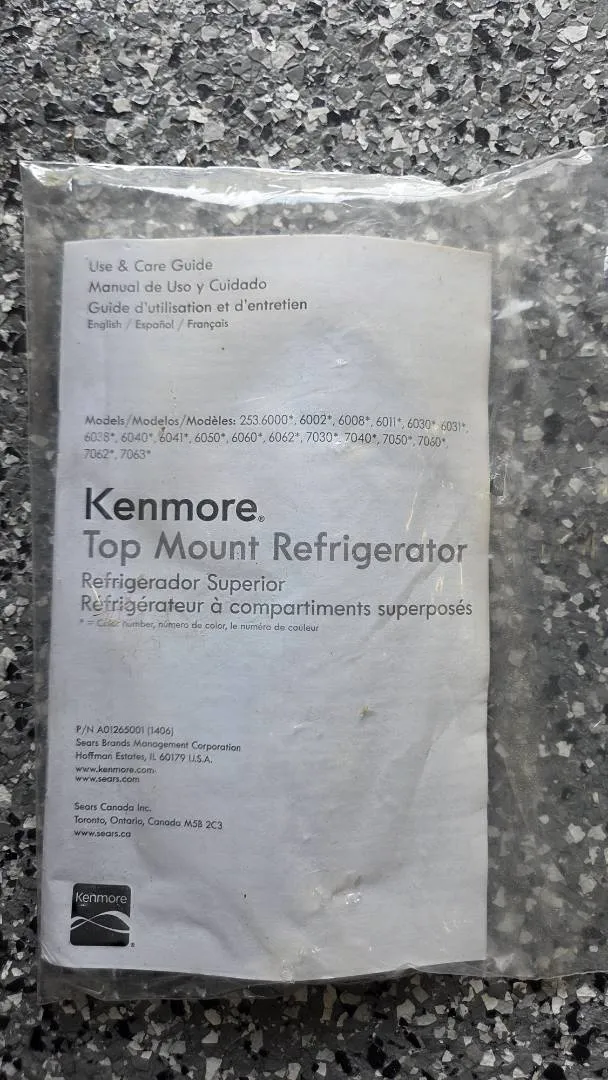 Use & Care Guide
Manual de Uso y Cuidado
Guide d'utilisation et d'entretien
English / Español / Français
Models/Modelos/Modèles: 253.6000*, 6002*, 6008*, 6011*, 6030*, 6031*,
6038*, 6040*, 6041*, 6050*, 6060*, 6062*, 7030*, 7040*, 7050*, 7060*,
7062*, 7063*
Kenmore®
Top Mount Refrigerator
Refrigerador Superior
Réfrigérateur à compartiments superposés
* = Color number, número de color, le numéro de couleur
P/N A01265001 (1406)
Sears Brands Management Corporation
Hoffman Estates, IL 60179 U.S.A.
www.kenmore.com
www.sears.com
Sears Canada Inc.
Toronto, Ontario, Canada M5B 2C3
www.sears.ca
Kenmore®